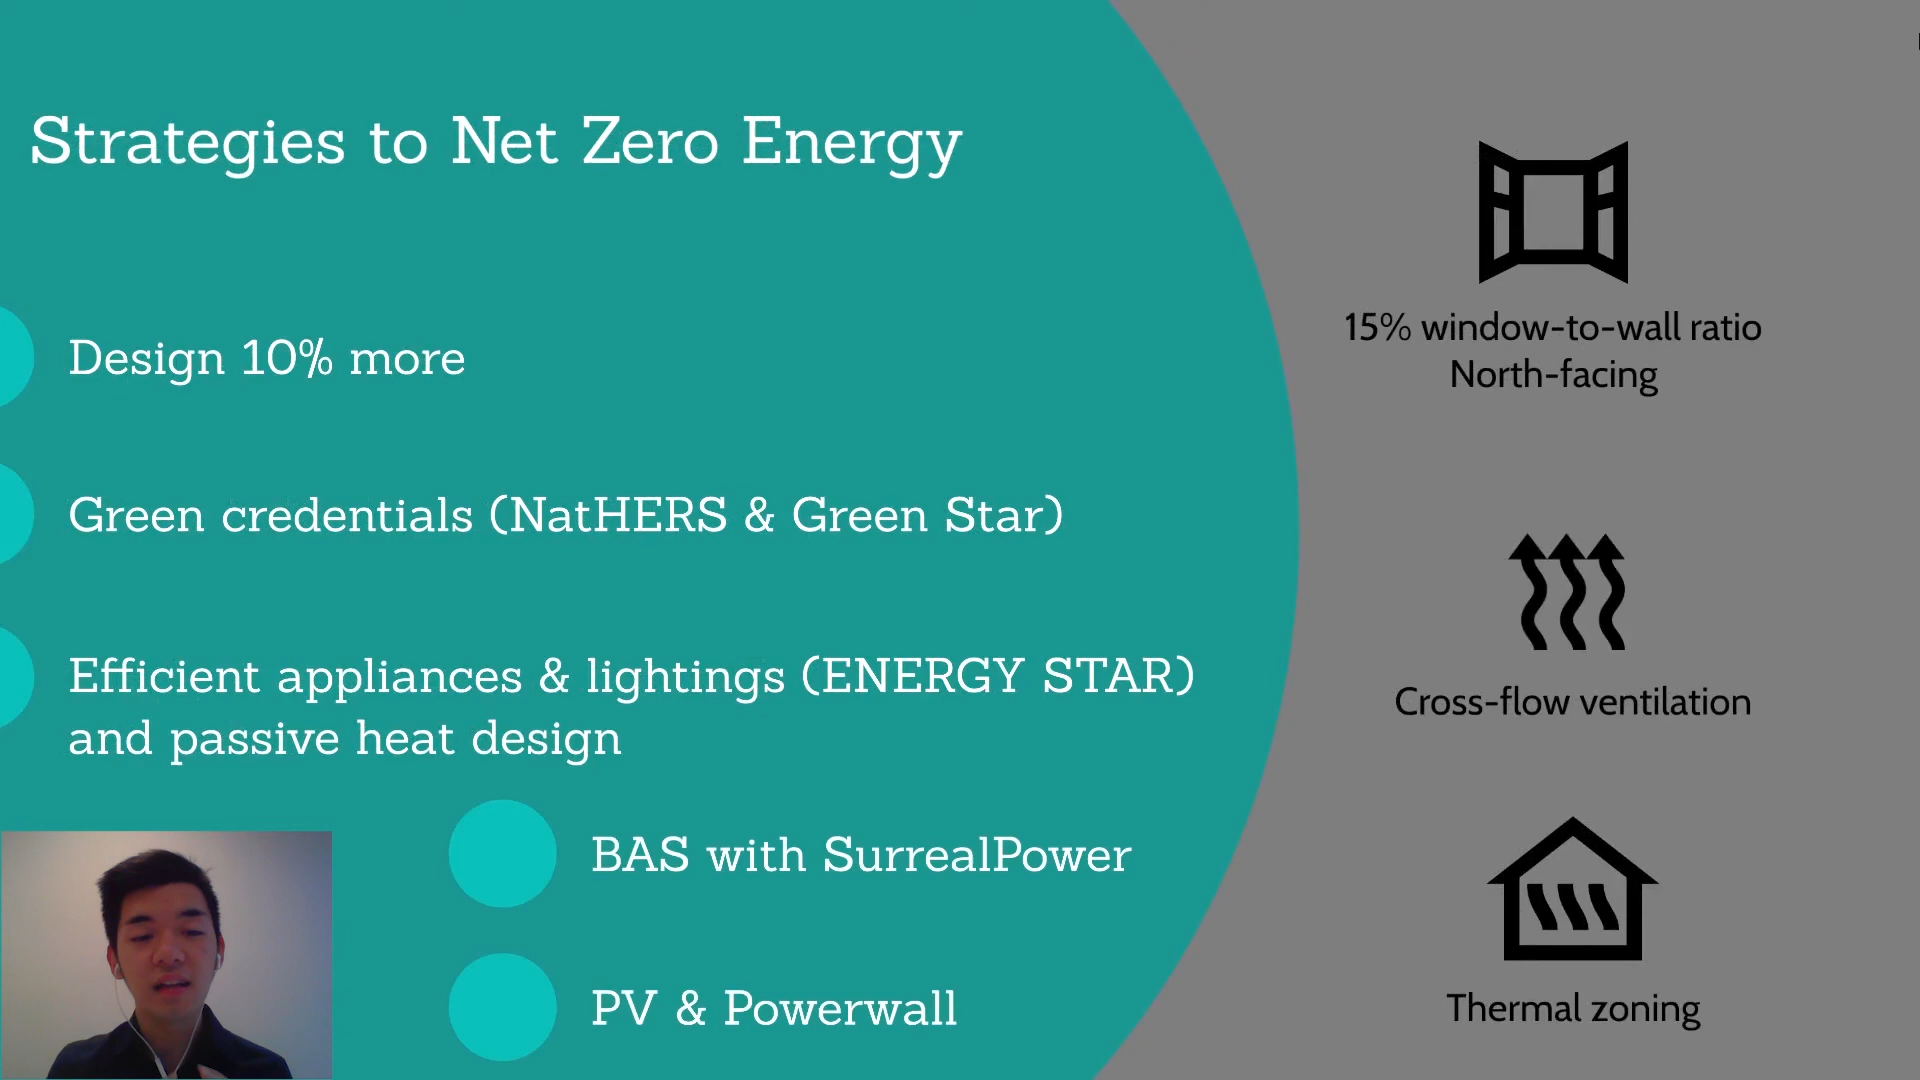 Strategies to Net Zero Energy
Design 10% more
Green credentials (NatHERS & Green Star)
Efficient appliances & lightings (ENERGY STAR)
and passive heat design
BAS with SurrealPower
PV & Powerwall
15% window-to-wall ratio
North-facing
Cross-flow ventilation
Thermal zoning